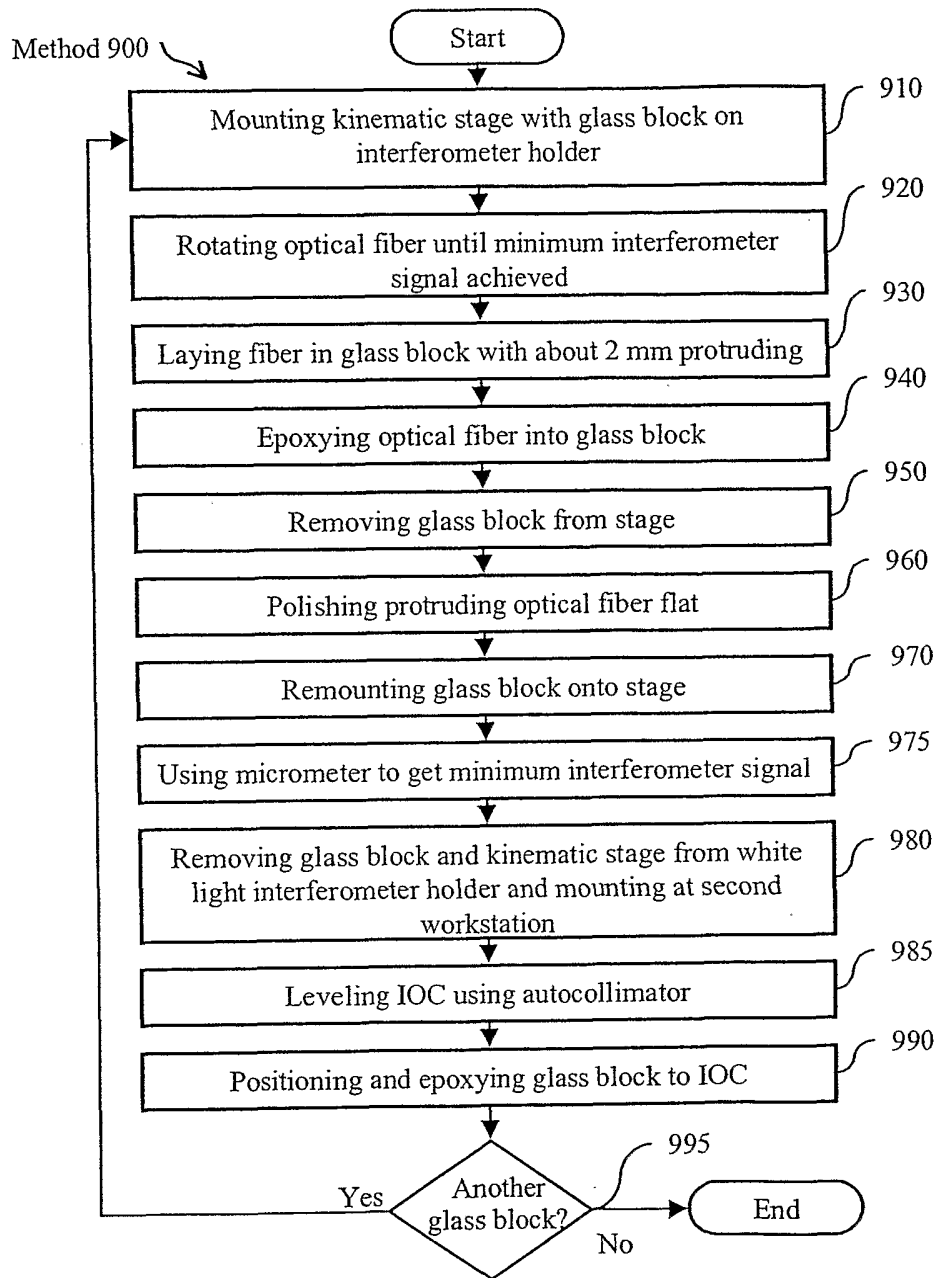 Start
Method 900
910
Mounting kinematic stage with glass block on
interferometer holder
920
Rotating optical fiber until minimum interferometer
signal achieved
930
Laying fiber in glass block with about 2 mm protruding
940
Epoxying optical fiber into glass block
950
Removing glass block from stage
960
Polishing protruding optical fiber flat
970
Remounting glass block onto stage
975
Using micrometer to get minimum interferometer signal
980
Removing glass block and kinematic stage from white
light interferometer holder and mounting at second
workstation
985
Leveling IOC using autocollimator
990
Positioning and epoxying glass block to IOC
995
Another
glass block?
Yes
No
End